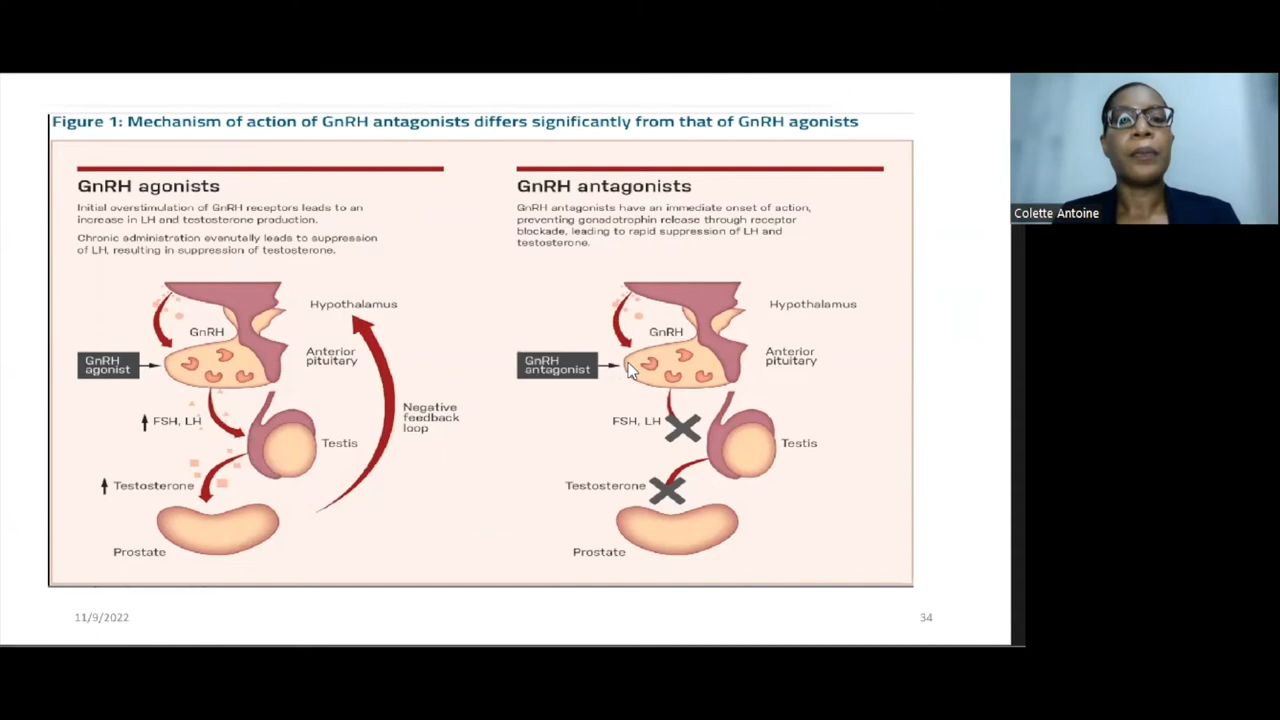 Figure 1: Mechanism of action of GnRH antagonists differs significantly from that of GnRH agonists
GnRH agonists
Initial overstimulation of GnRH receptors leads to an
increase in LH and testosterone production.
Chronic administration evenutally leads to suppression
of LH, resulting in suppression of testosterone.
Hypothalamus
GnRH
Anterior
pituitary
GnRH
agonist
FSH, LH
Negative
feedback
loop
Testis
Testosterone
Prostate
GnRH antagonists
GnRH antagonists have an immediate onset of action,
preventing gonadotrophin release through receptor
blockade, leading to rapid suppression of LH and
testosterone.
Hypothalamus
GnRH
Anterior
pituitary
GnRH
antagonist
FSH, LH
Testis
Testosterone
Prostate
11/9/2022
34
Colette Antoine